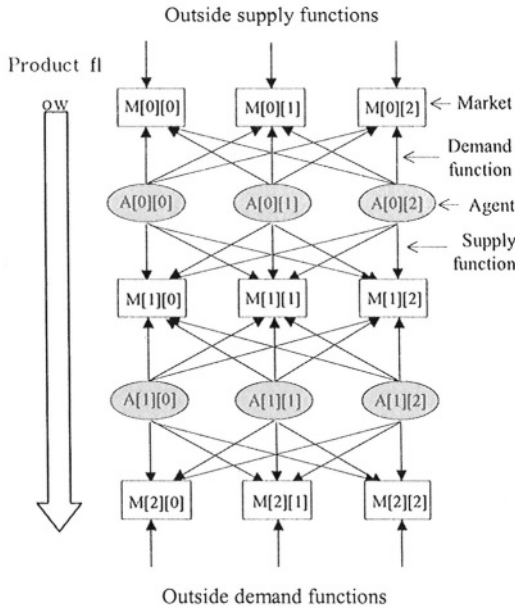 Outside supply functions
Product fl
ow
M[0][0] M[0][1] M[0][2] Market
Demand
function
A[0][0] A[0][1] A[0][2] Agent
Supply
function
M[1][0] M[1][1] M[1][2]
A[1][0] A[1][1] A[1][2]
M[2][0] M[2][1] M[2][2]
Outside demand functions